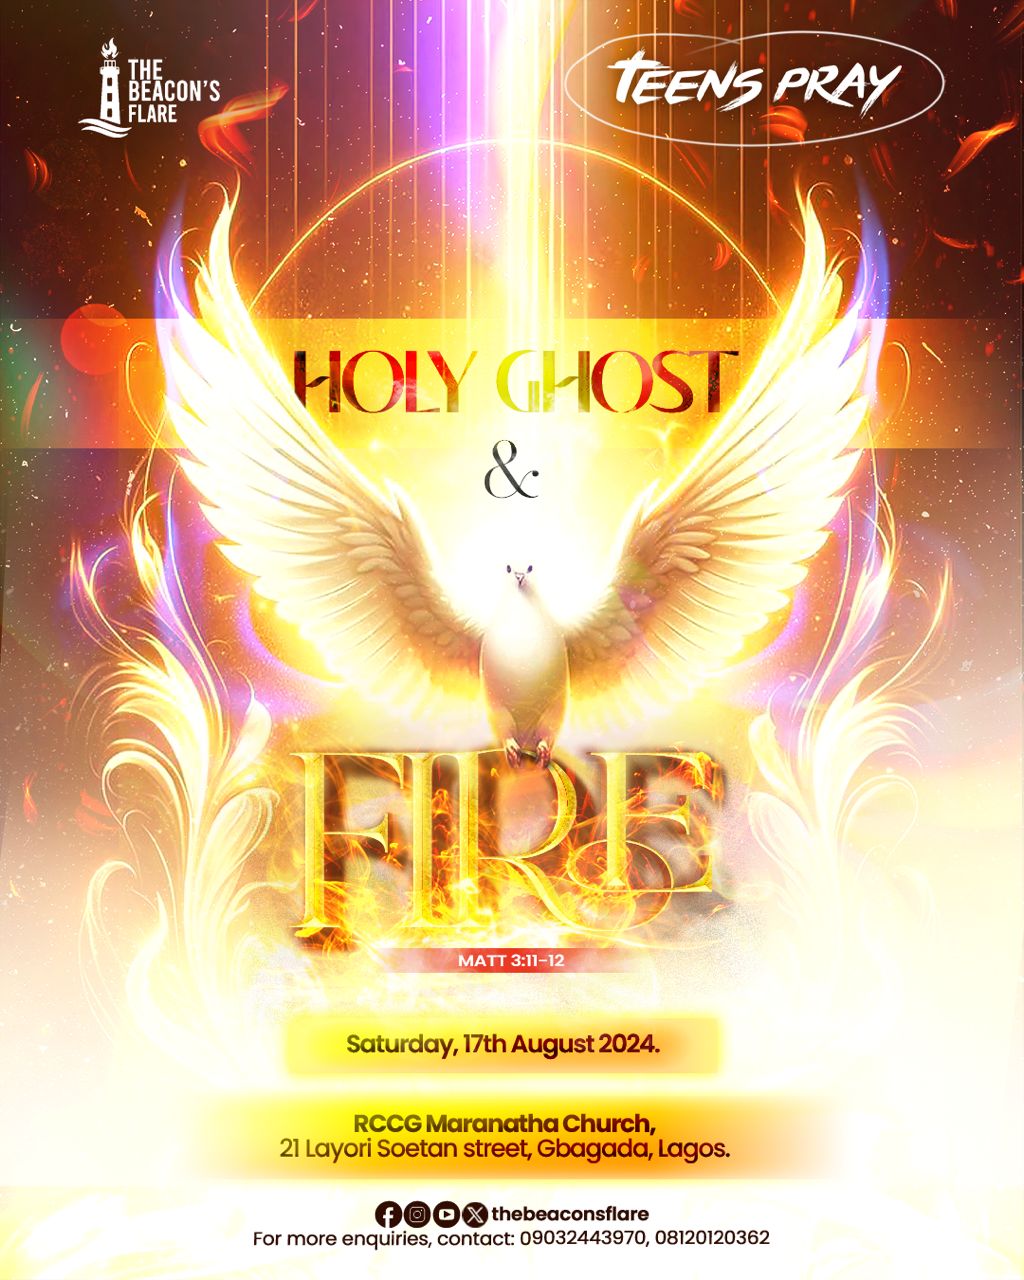 THE
BEACON'S
FLARE
TEENS PRAY
HOLY GHOST
&
FIRE
MATT 3:11-12
Saturday, 17th August 2024.
RCCG Maranatha Church,
21 Layori Soetan street, Gbagada, Lagos.
thebeaconsflare
For more enquiries, contact: 09032443970, 08120120362